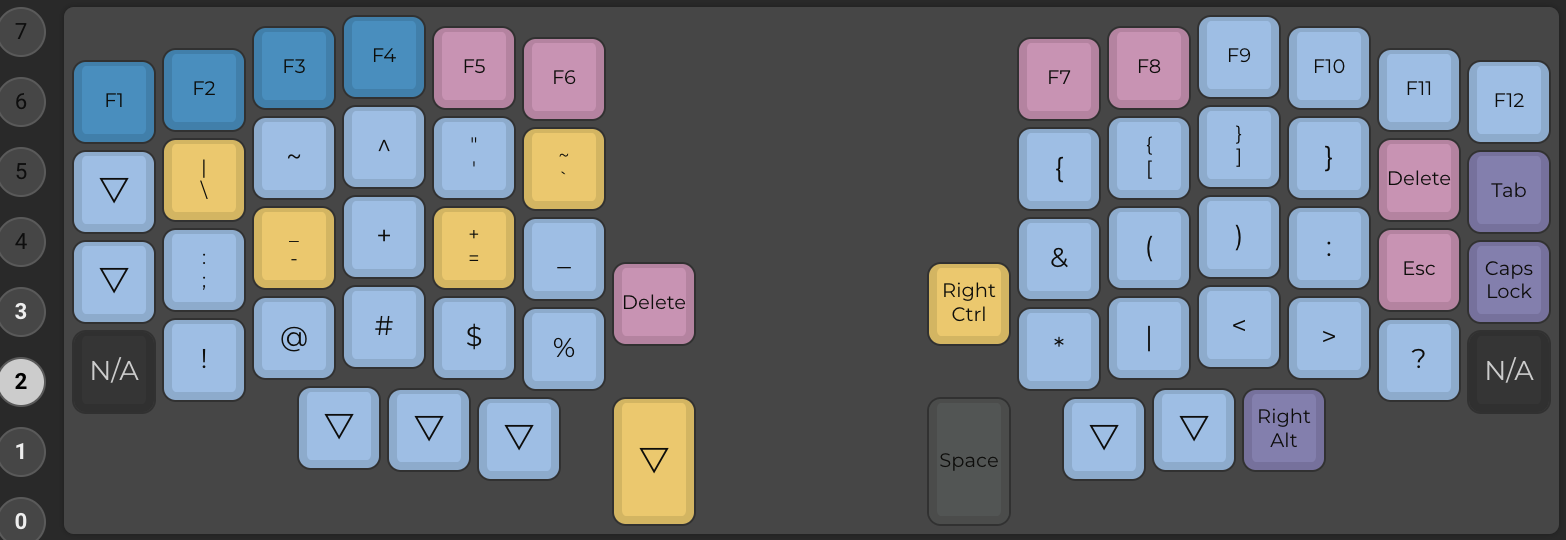 7
6
5
4
3
2
1
0
F1
F2
F3
F4
F5
F6
F7
F8
F9
F10
F11
F12
|
\
~
^
"
'
~
`
{
{
[
}
]
}
Delete
Tab
:
;
_
-
+
+
=
_
Delete
Right
Ctrl
&
(
)
:
Esc
Caps
Lock
N/A
!
@
#
$
%
*
|
<
>
?
N/A
Space
Right
Alt